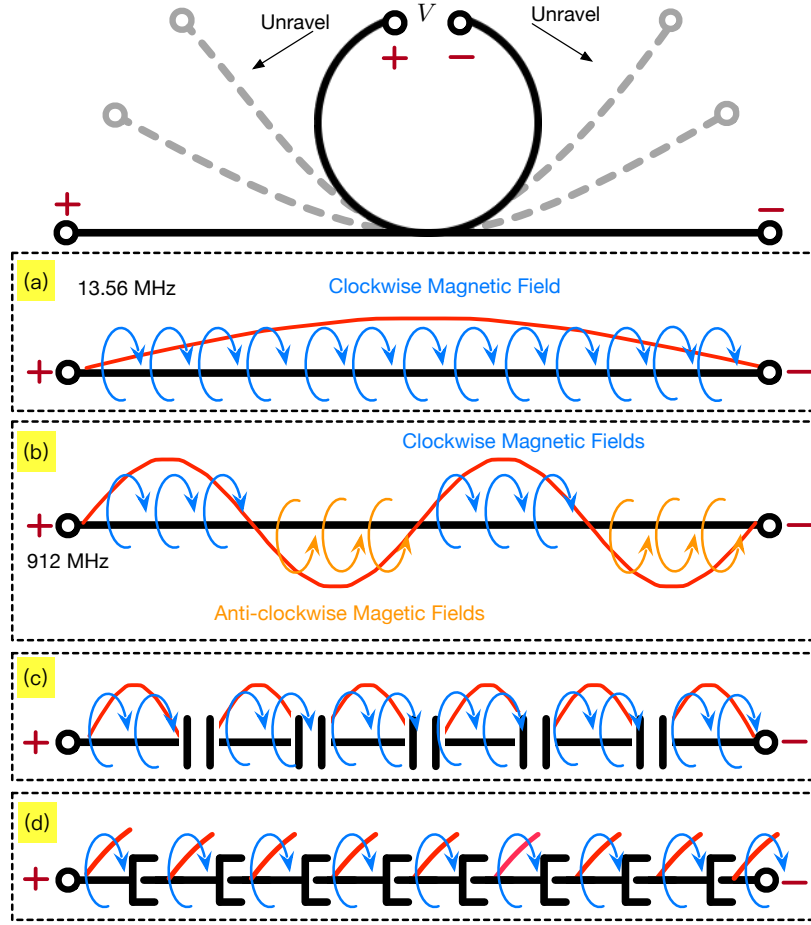 Unravel V Unravel
+ −
+ −
(a)
13.56 MHz Clockwise Magnetic Field
+ −
(b) Clockwise Magnetic Fields
+ −
912 MHz
Anti-clockwise Magetic Fields
(c)
+ −
(d)
+ −